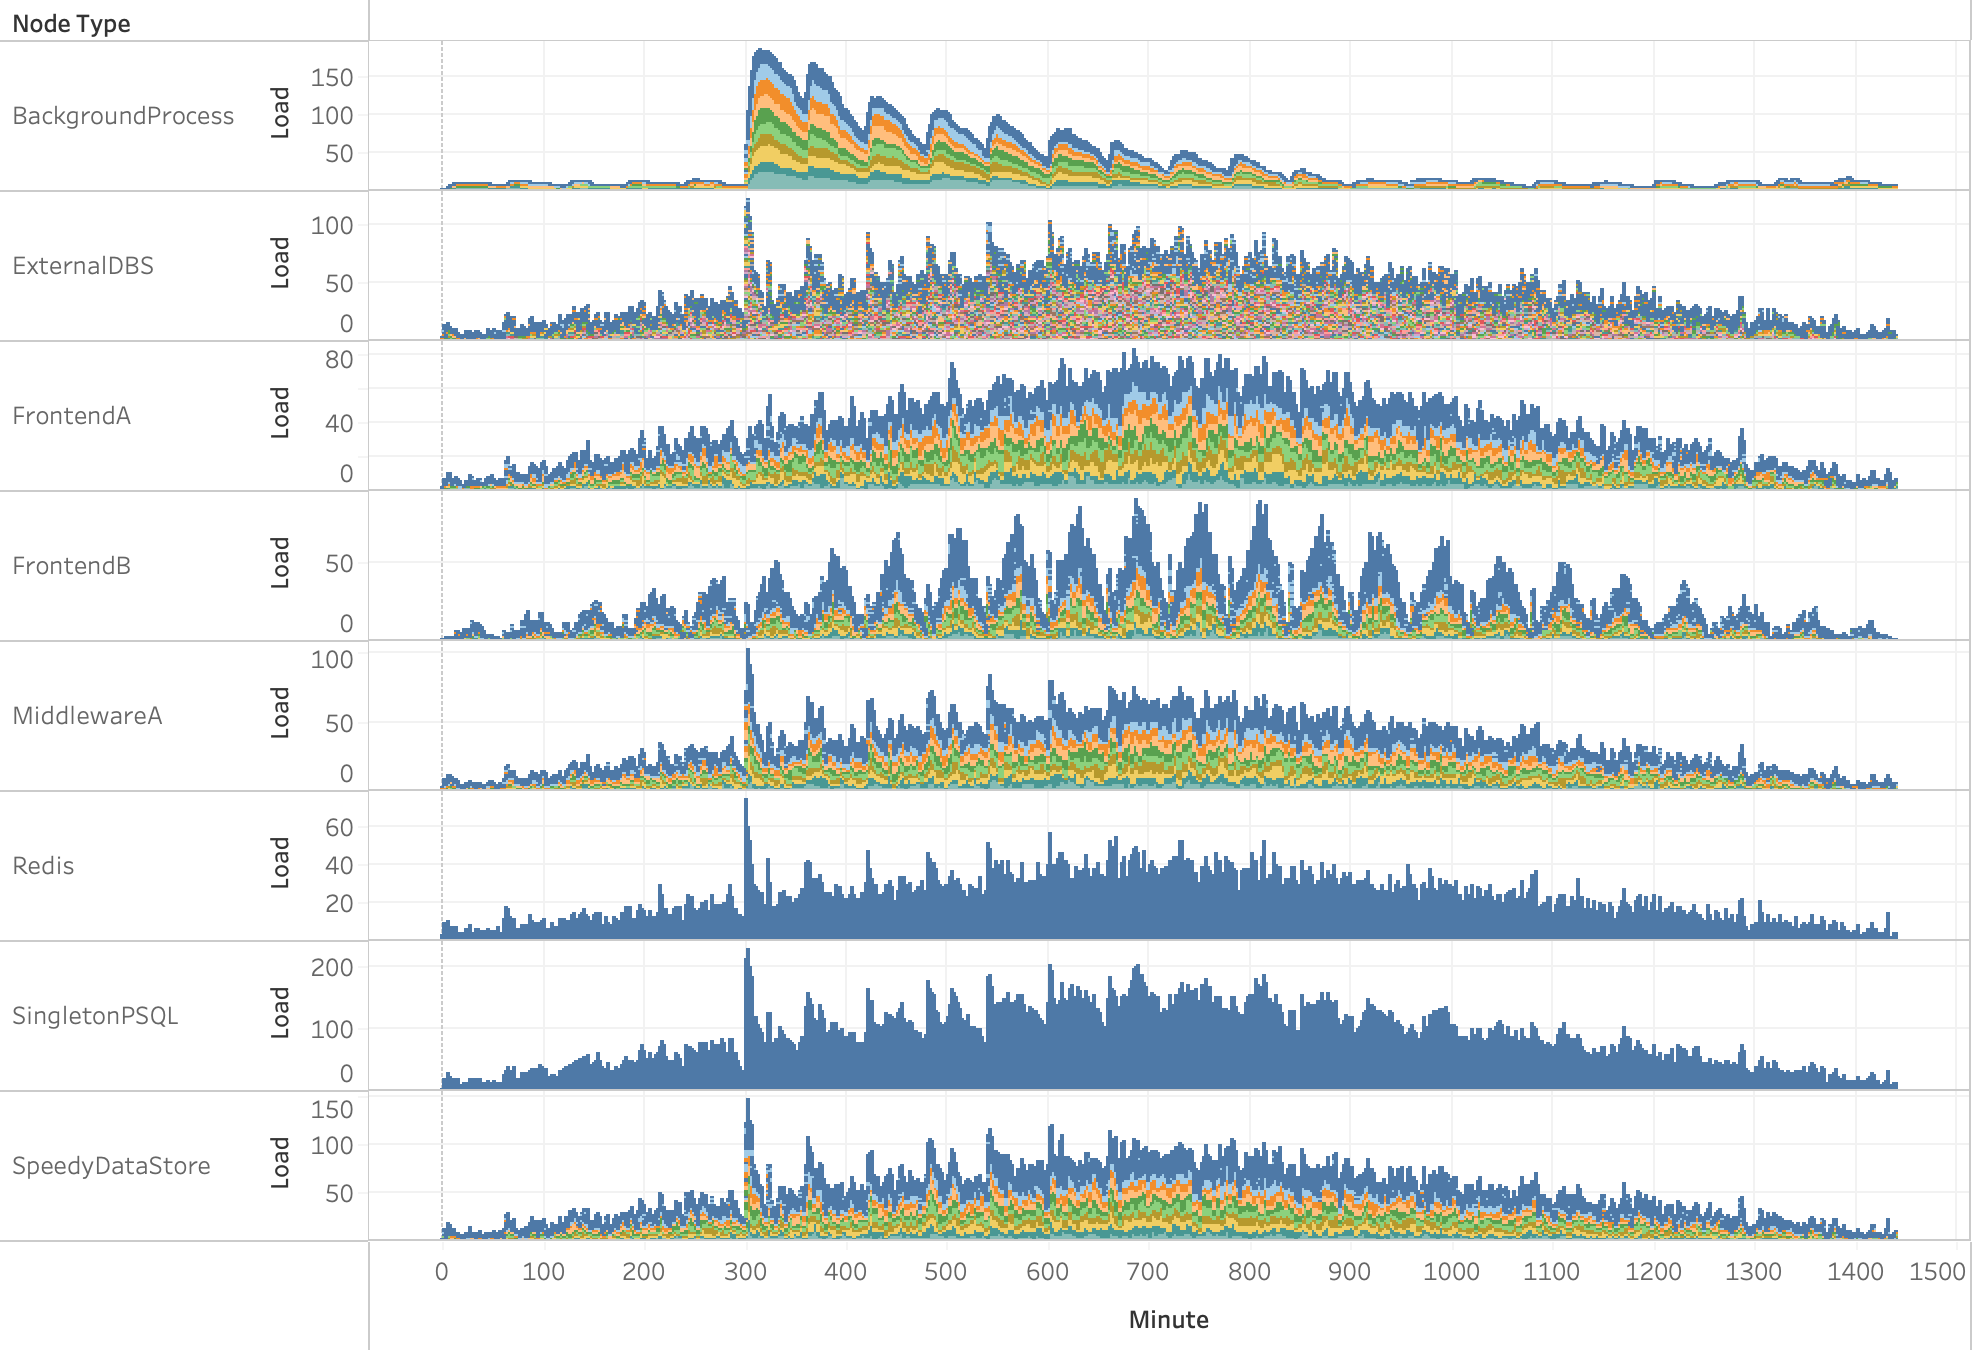 Node Type
BackgroundProcess
Load
150
100
50
ExternalDBS
Load
100
50
0
FrontendA
Load
80
40
0
FrontendB
Load
50
0
MiddlewareA
Load
100
50
0
Redis
Load
60
40
20
SingletonPSQL
Load
200
100
0
SpeedyDataStore
Load
150
100
50
0 100 200 300 400 500 600 700 800 900 1000 1100 1200 1300 1400 1500
Minute